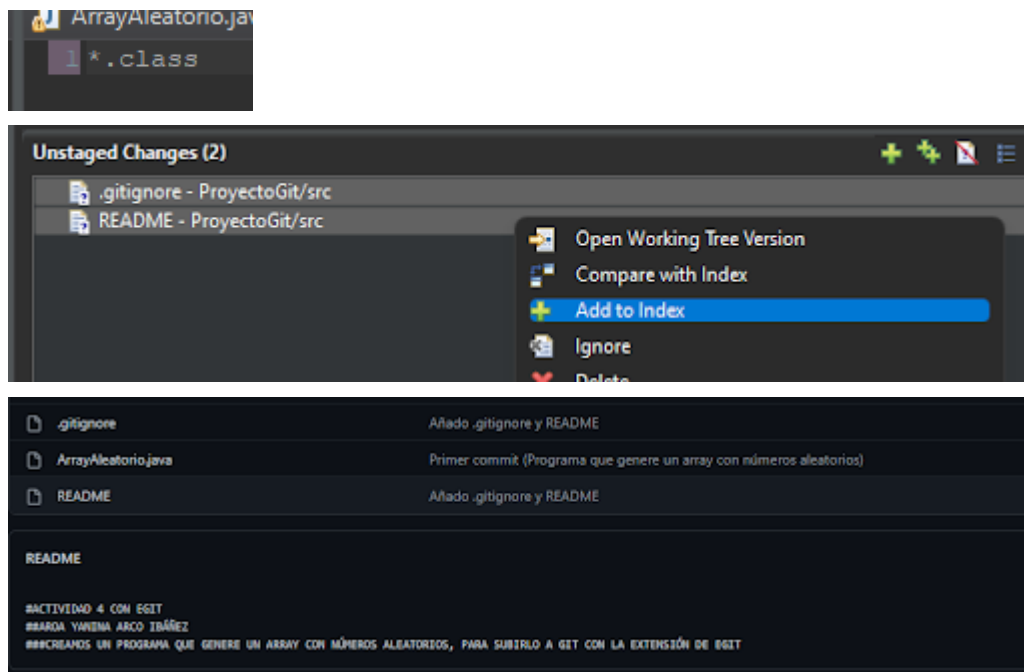 ArrayAleatorio.jav
1 *.class
Unstaged Changes (2)
.gitignore - ProyectoGit/src
README - ProyectoGit/src
Open Working Tree Version
Compare with Index
Add to Index
Ignore
Delete
.gitignore Añado .gitignore y README
ArrayAleatorio.java Primer commit (Programa que genere un array con números aleatorios)
README Añado .gitignore y README
README
#ACTIVIDAD 4 CON EGIT
##AROA YANINA ARCO IBÁÑEZ
###CREAMOS UN PROGRAMA QUE GENERE UN ARRAY CON NÚMEROS ALEATORIOS, PARA SUBIRLO A GIT CON LA EXTENSIÓN DE EGIT